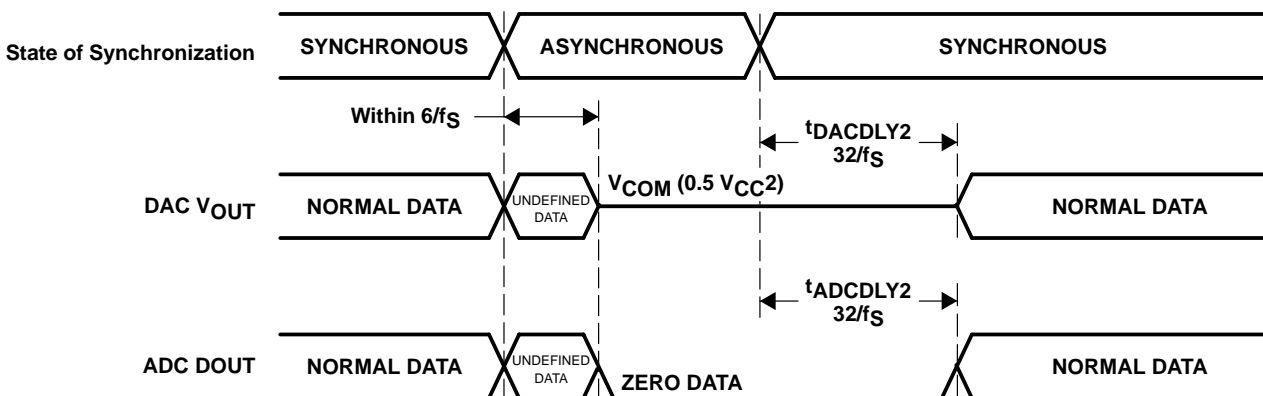 State of Synchronization
SYNCHRONOUS
ASYNCHRONOUS
SYNCHRONOUS
Within 6/fS
tDACDLY2
32/fS
DAC VOUT
NORMAL DATA
UNDEFINED
DATA
VCOM (0.5 VCC2)
NORMAL DATA
tADCDLY2
32/fS
ADC DOUT
NORMAL DATA
UNDEFINED
DATA
ZERO DATA
NORMAL DATA